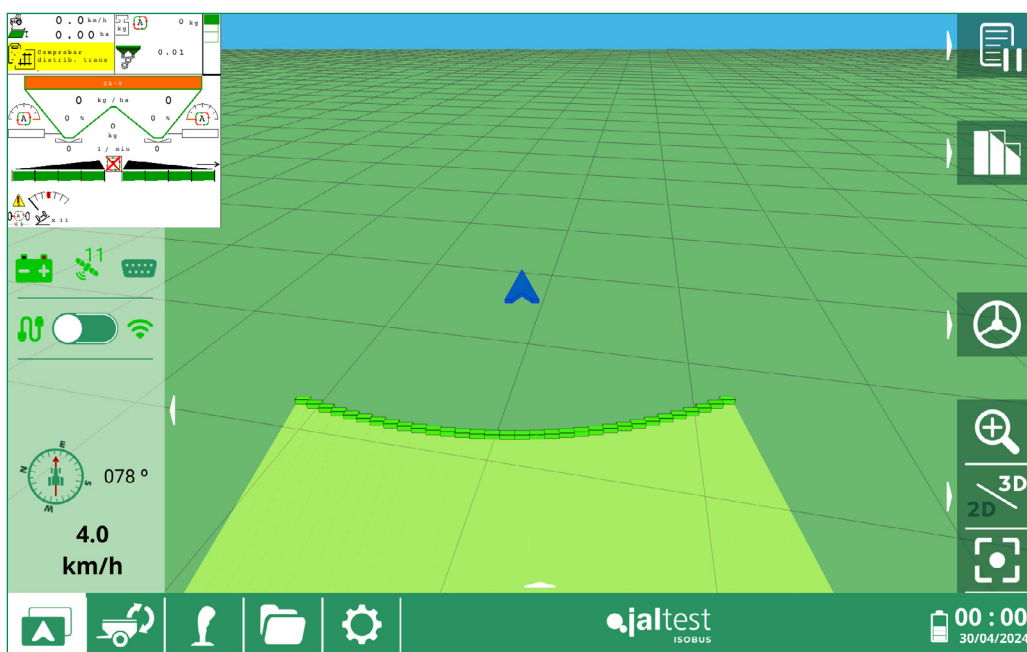 0.0 km/h
0.00 ha
kg
A
0 kg
0.01
Comprobar
distrib. trans
ZA-V
0 kg/ha 0
A
0 %
0 %
A
0
kg
0 1/min 0
A
x 11
11
N
E
S
W
078 º
4.0
km/h
3D
2D
jaltest
ISOBUS
00:00
30/04/2024